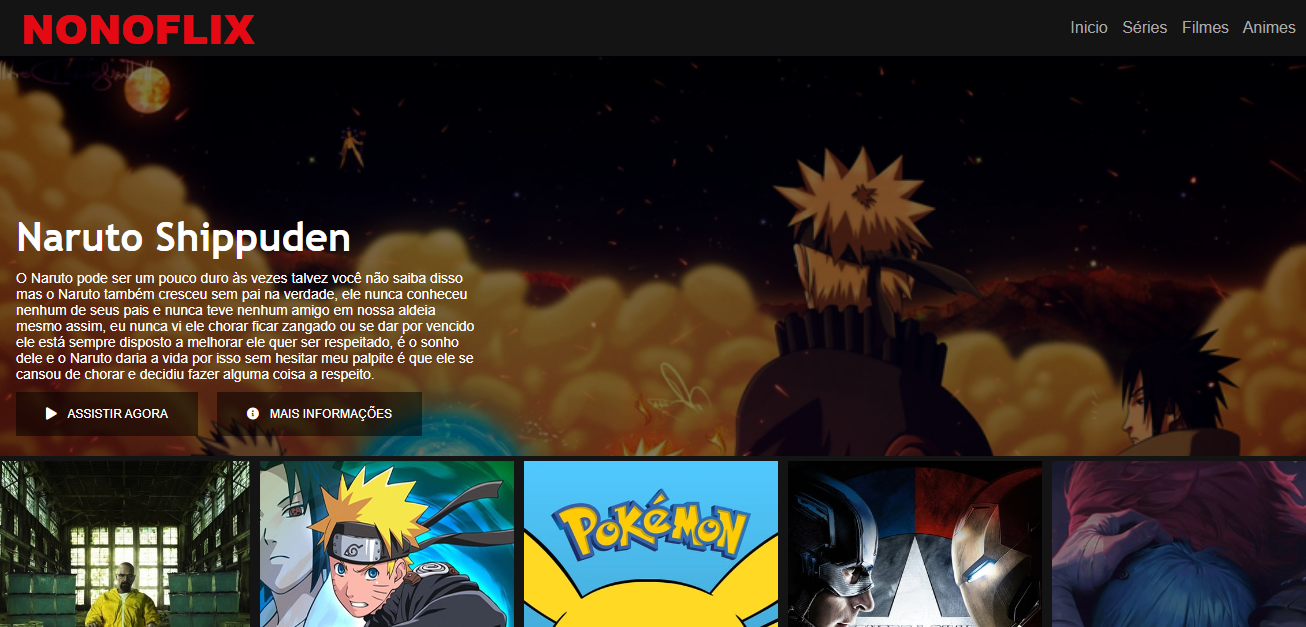 NONOFLIX
Inicio Séries Filmes Animes
Naruto Shippuden
O Naruto pode ser um pouco duro às vezes talvez você não saiba disso
mas o Naruto também cresceu sem pai na verdade, ele nunca conheceu
nenhum de seus pais e nunca teve nenhum amigo em nossa aldeia
mesmo assim, eu nunca vi ele chorar ficar zangado ou se dar por vencido
ele está sempre disposto a melhorar ele quer ser respeitado, é o sonho
dele e o Naruto daria a vida por isso sem hesitar meu palpite é que ele se
cansou de chorar e decidiu fazer alguma coisa a respeito.
ASSISTIR AGORA MAIS INFORMAÇÕES
POKéMON